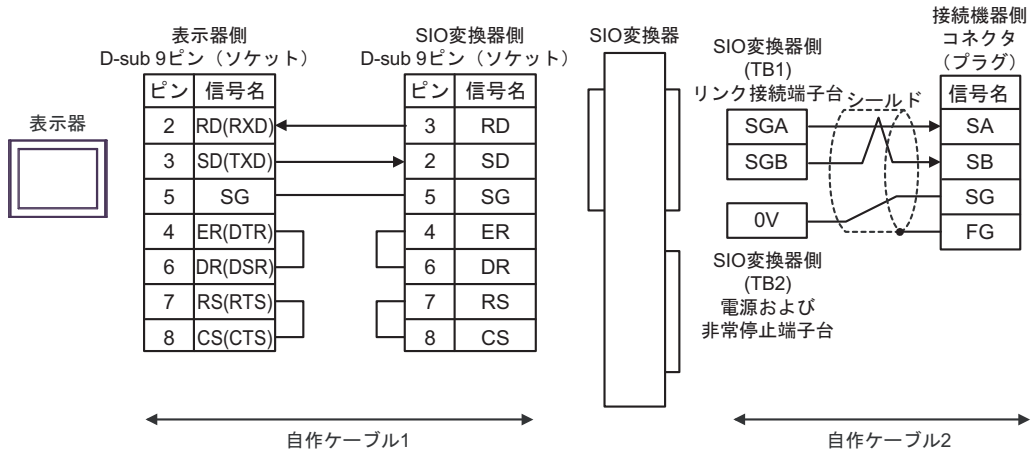 表示器
表示器側
D-sub 9ピン（ソケット）
ピン 信号名
2 RD(RXD)
3 SD(TXD)
5 SG
4 ER(DTR)
6 DR(DSR)
7 RS(RTS)
8 CS(CTS)
SIO変換器側
D-sub 9ピン（ソケット）
ピン 信号名
3 RD
2 SD
5 SG
4 ER
6 DR
7 RS
8 CS
SIO変換器
SIO変換器側
(TB1)
リンク接続端子台
シールド
SGA
SGB
0V
SIO変換器側
(TB2)
電源および
非常停止端子台
接続機器側
コネクタ
（プラグ）
信号名
SA
SB
SG
FG
自作ケーブル1
自作ケーブル2